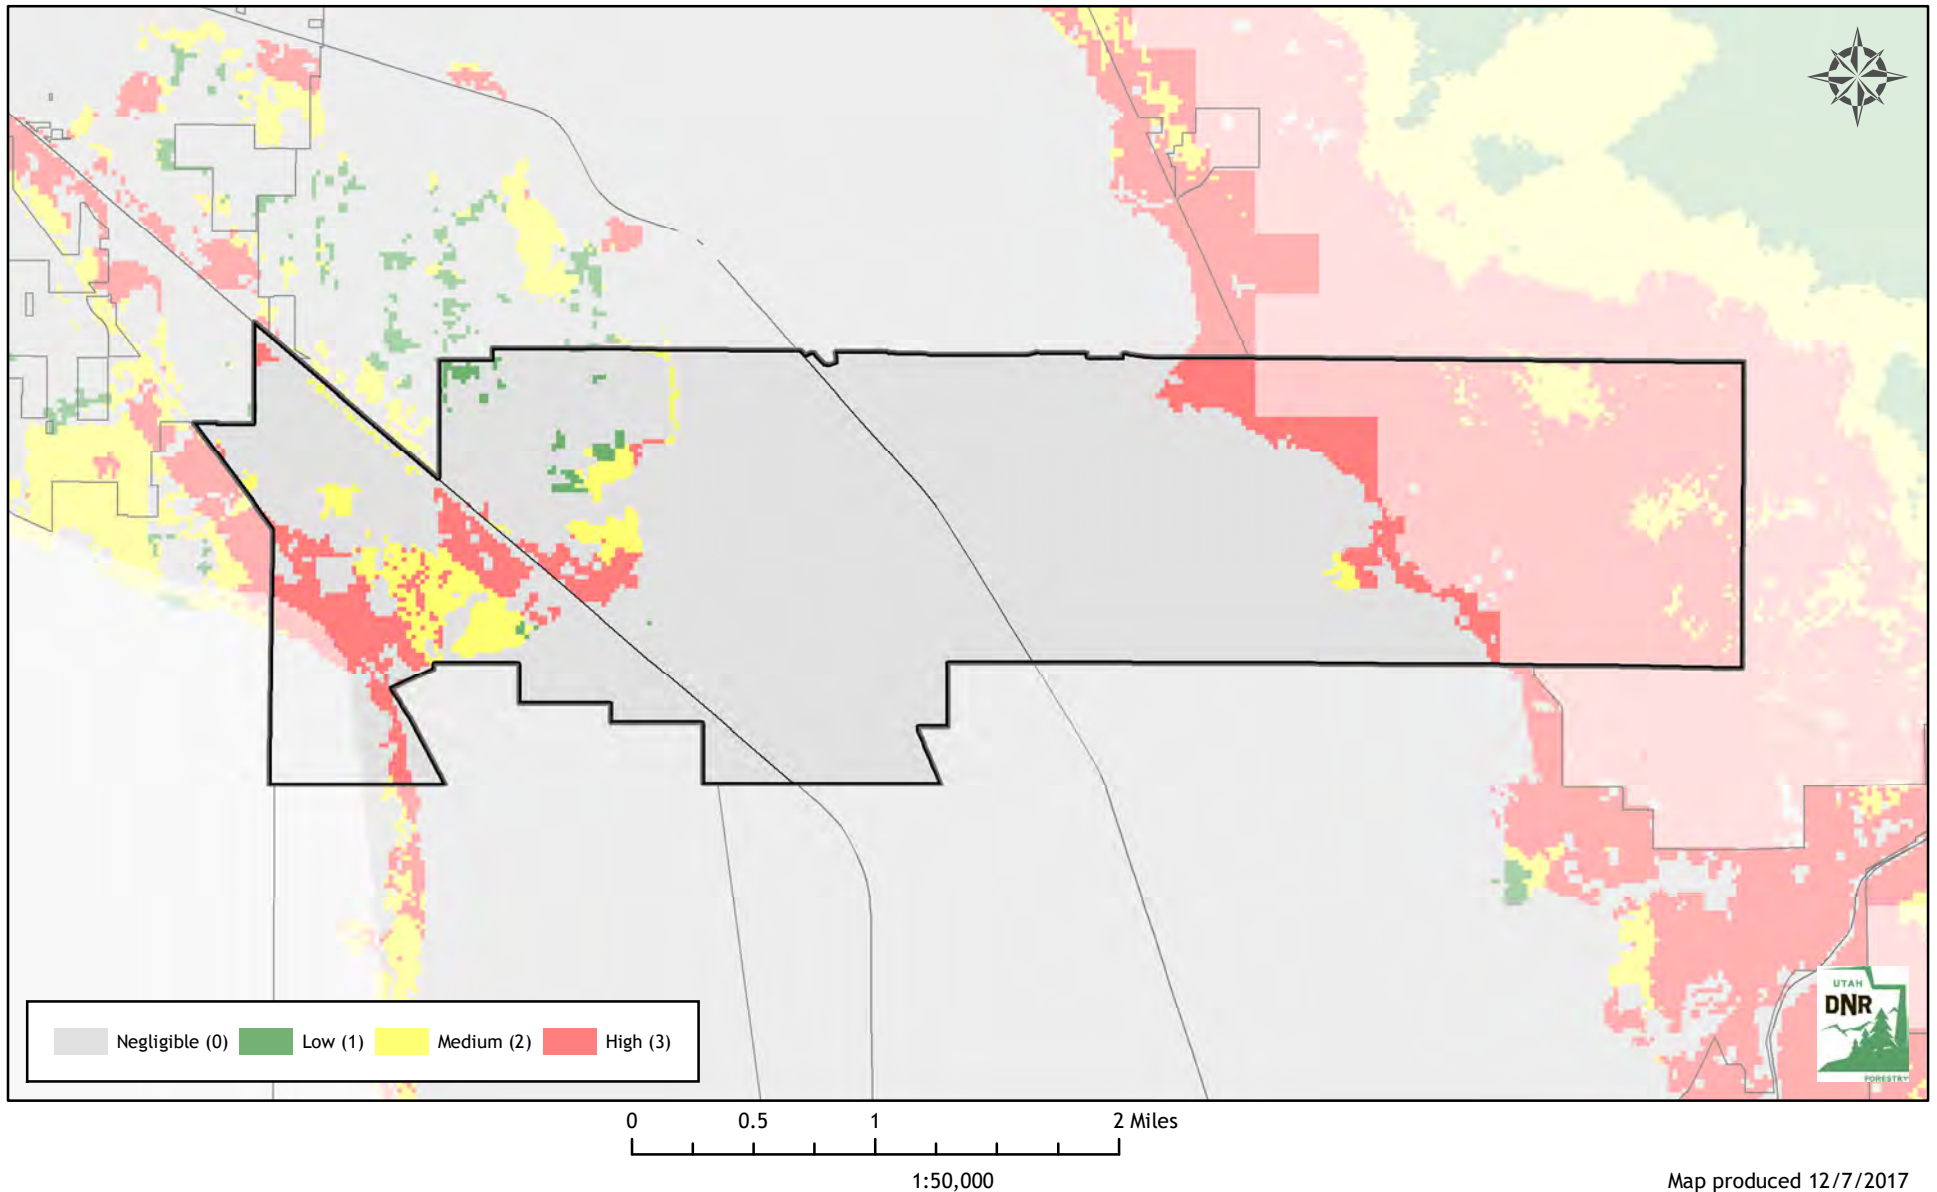 UTAH
DNR
FORESTRY
Negligible (0) Low (1) Medium (2) High (3)
0 0.5 1 2 Miles
1:50,000
Map produced 12/7/2017